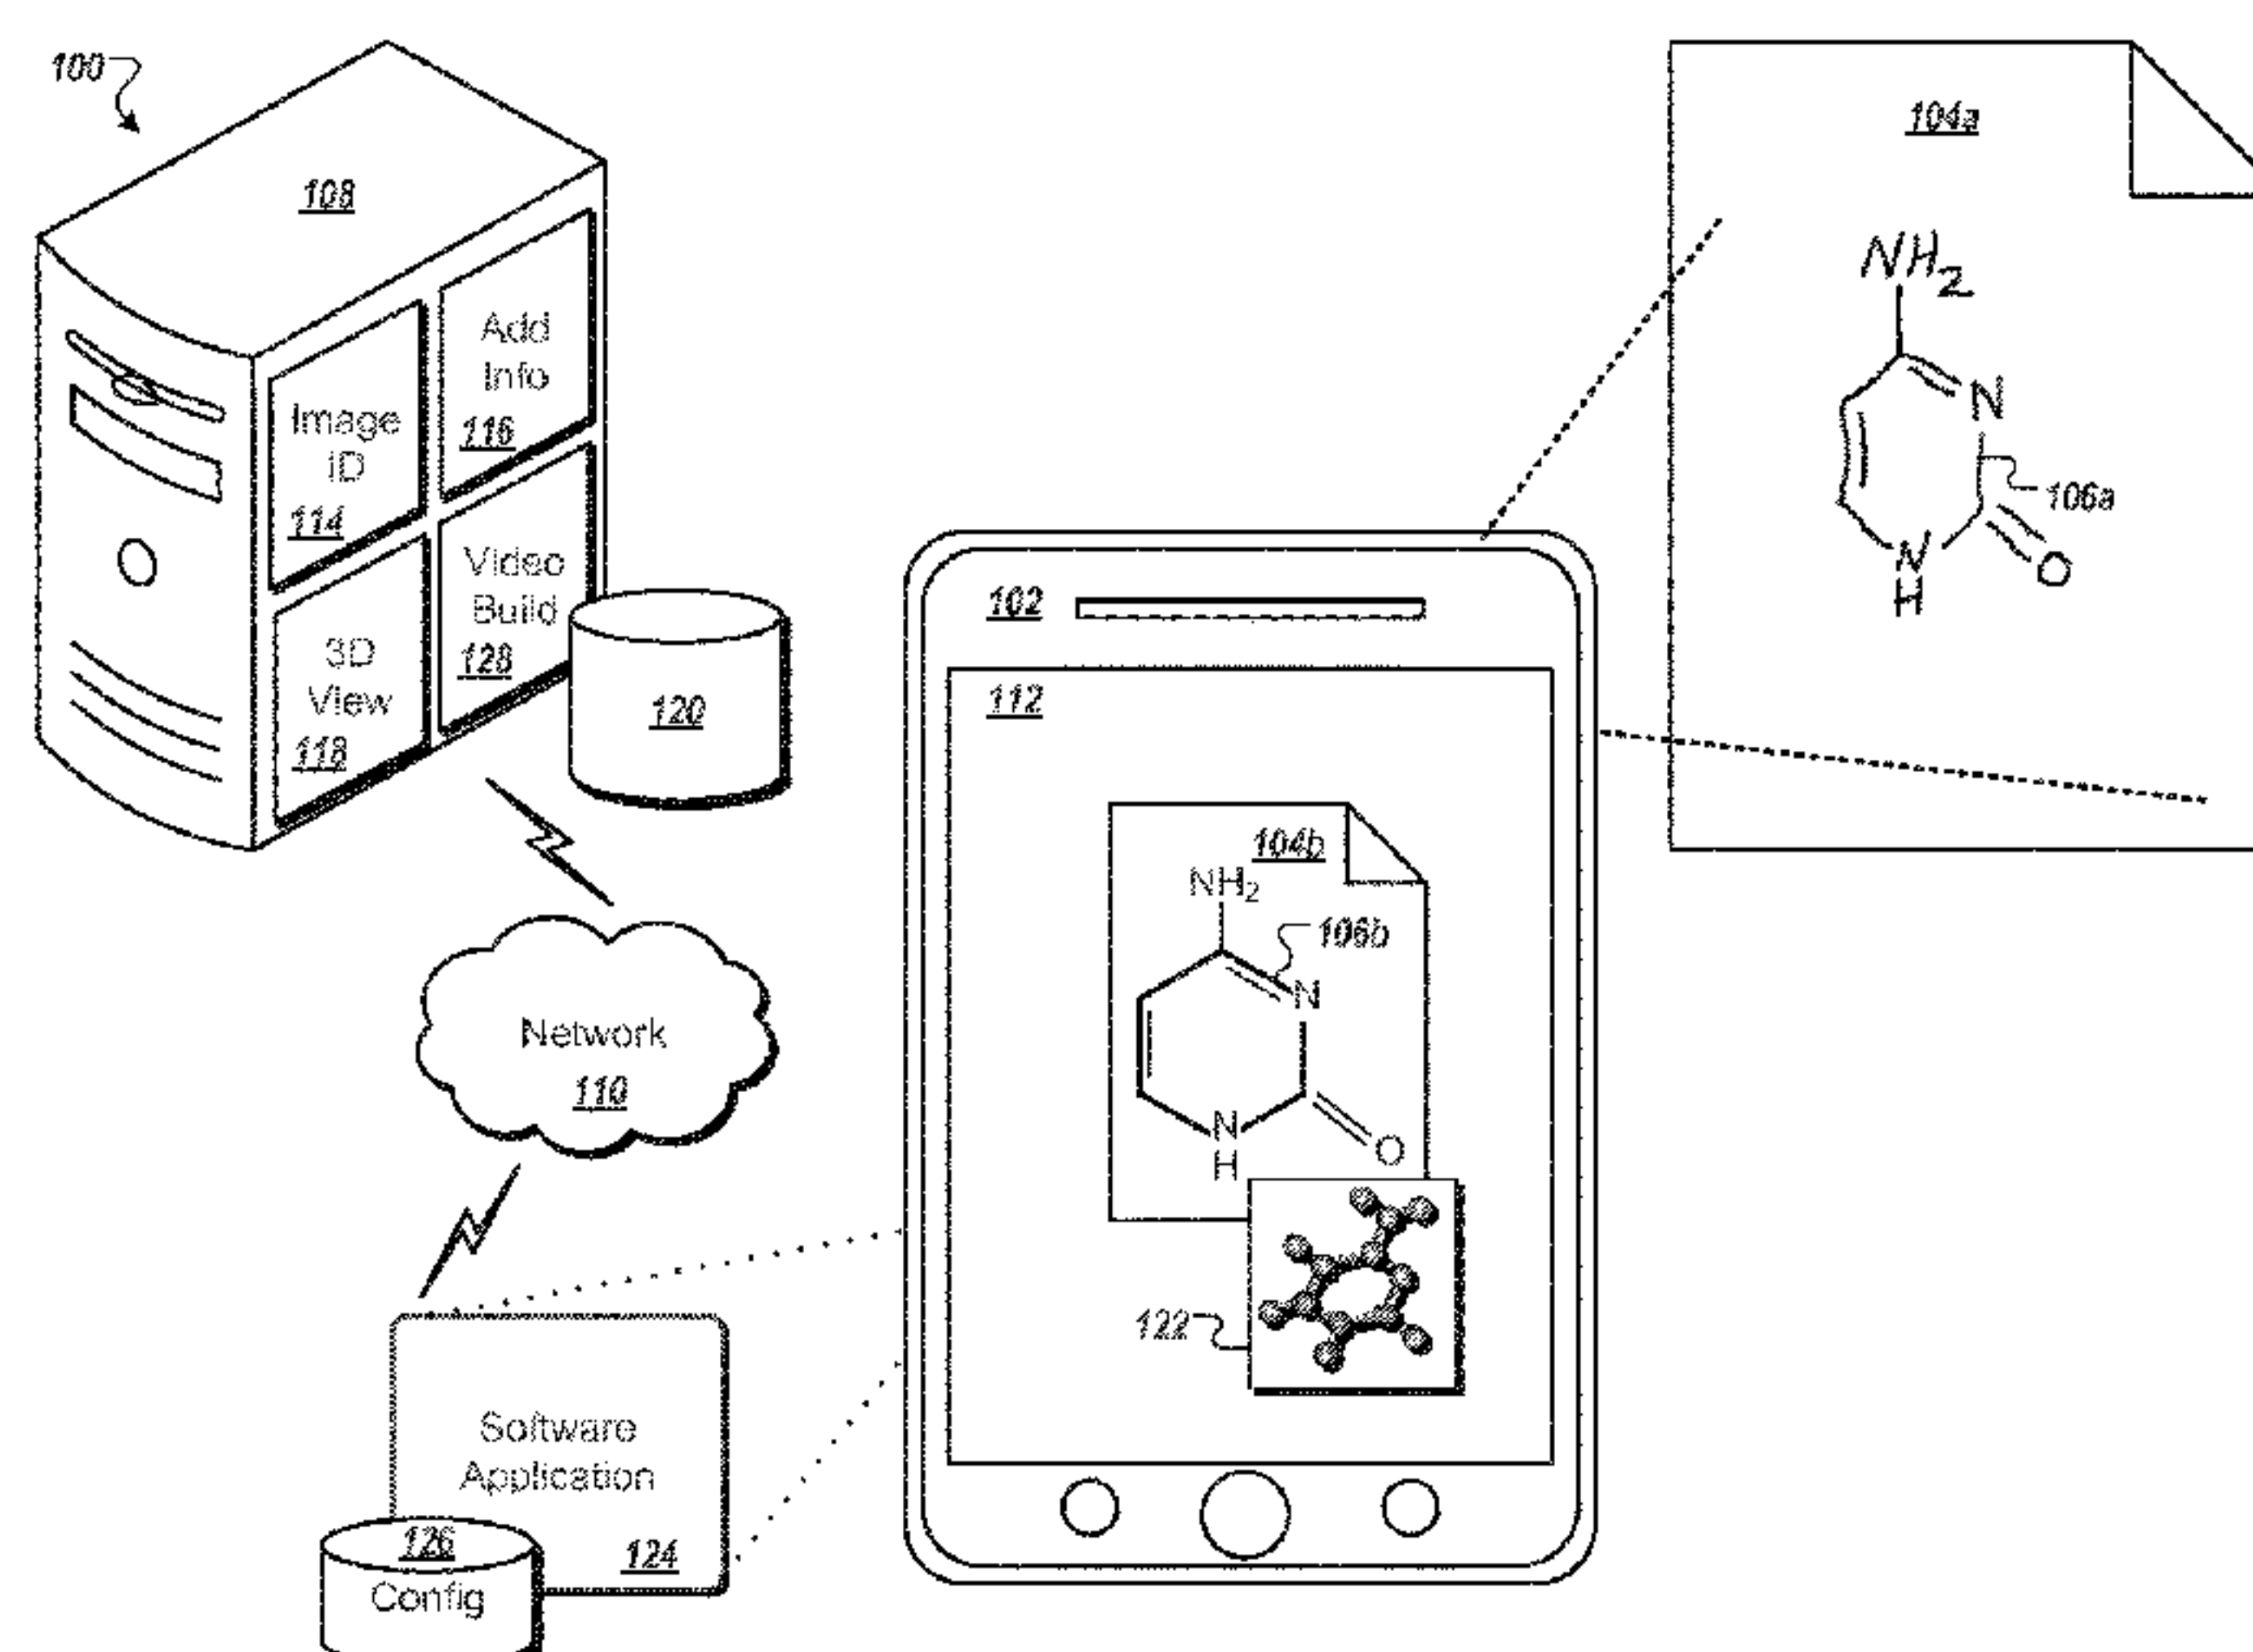 100
108
Add
Info
116
Image
ID
114
Video
Build
128
3D
View
118
120
Network
110
Software
Application
124
126
Config
102
112
104b
NH₂
106b
N
N
H
O
122
104a
NH₂
N
106a
N
H
O